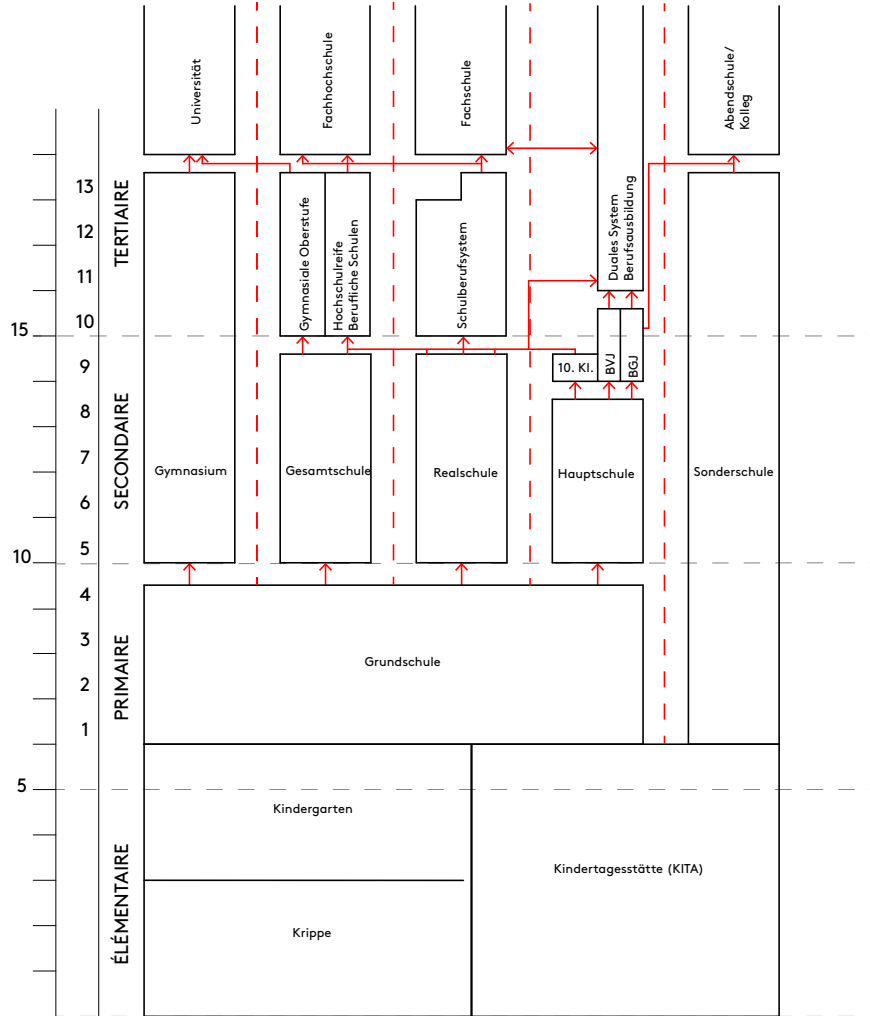 Universität
Fachhochschule
Fachschule
Abendschule/
Kolleg
13
12
11
10
TERTIAIRE
Gymnasiale Oberstufe
Hochschulreife
Berufliche Schulen
Schulberufsystem
Duales System
Berufsausbildung
15
9
8
7
6
5
SECONDAIRE
10. Kl.
BVJ
BGJ
Gymnasium
Gesamtschule
Realschule
Hauptschule
Sonderschule
10
4
3
2
1
PRIMAIRE
Grundschule
5
ÉLÉMENTAIRE
Kindergarten
Kindertagesstätte (KITA)
Krippe